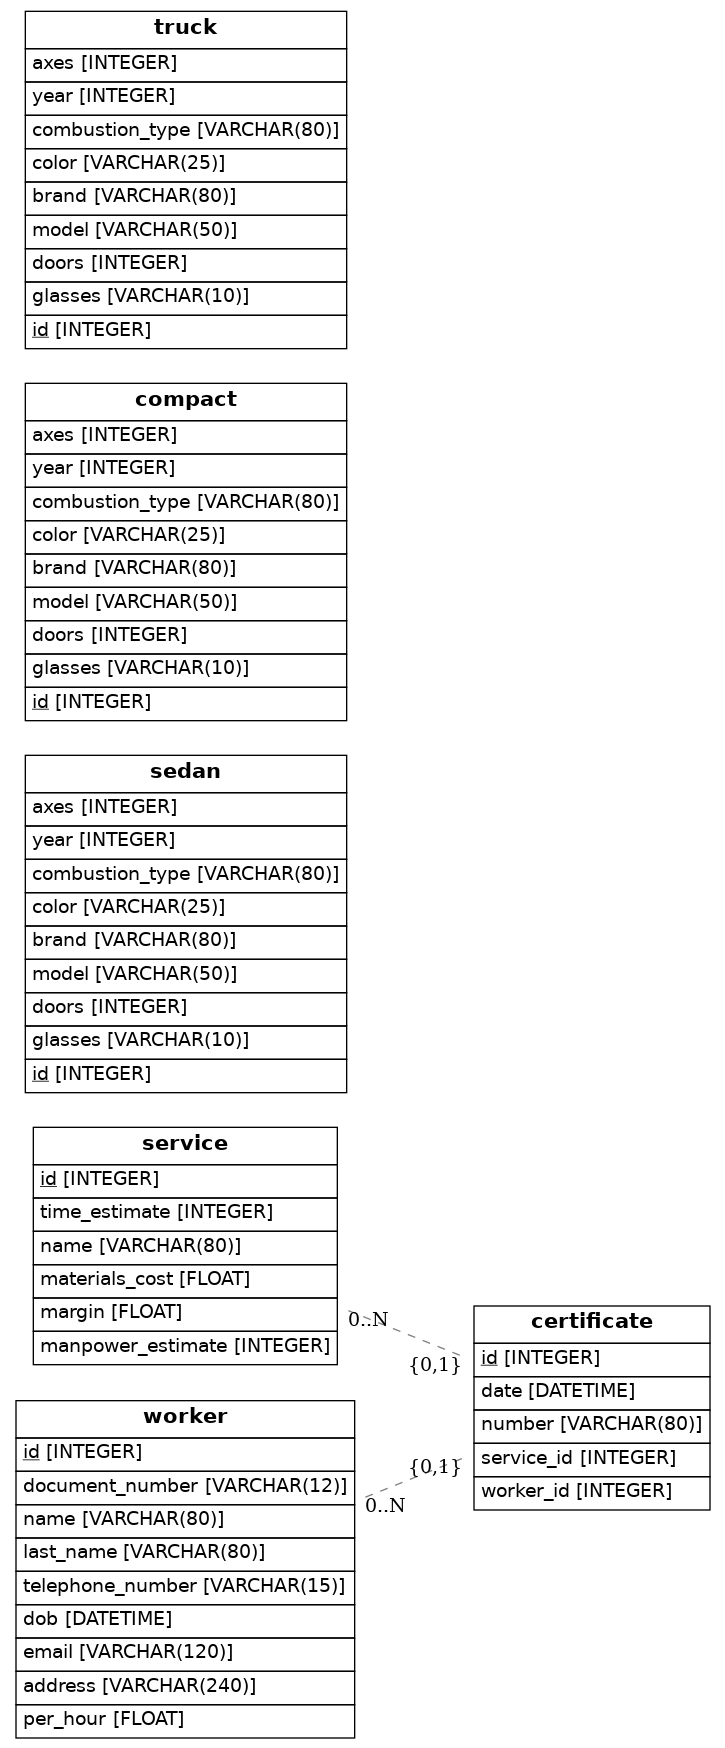 truck
axes [INTEGER]
year [INTEGER]
combustion_type [VARCHAR(80)]
color [VARCHAR(25)]
brand [VARCHAR(80)]
model [VARCHAR(50)]
doors [INTEGER]
glasses [VARCHAR(10)]
id [INTEGER]
compact
axes [INTEGER]
year [INTEGER]
combustion_type [VARCHAR(80)]
color [VARCHAR(25)]
brand [VARCHAR(80)]
model [VARCHAR(50)]
doors [INTEGER]
glasses [VARCHAR(10)]
id [INTEGER]
sedan
axes [INTEGER]
year [INTEGER]
combustion_type [VARCHAR(80)]
color [VARCHAR(25)]
brand [VARCHAR(80)]
model [VARCHAR(50)]
doors [INTEGER]
glasses [VARCHAR(10)]
id [INTEGER]
service
id [INTEGER]
time_estimate [INTEGER]
name [VARCHAR(80)]
materials_cost [FLOAT]
margin [FLOAT]
manpower_estimate [INTEGER]
0..N
{0,1}
certificate
id [INTEGER]
date [DATETIME]
number [VARCHAR(80)]
service_id [INTEGER]
worker_id [INTEGER]
{0,1}
0..N
worker
id [INTEGER]
document_number [VARCHAR(12)]
name [VARCHAR(80)]
last_name [VARCHAR(80)]
telephone_number [VARCHAR(15)]
dob [DATETIME]
email [VARCHAR(120)]
address [VARCHAR(240)]
per_hour [FLOAT]